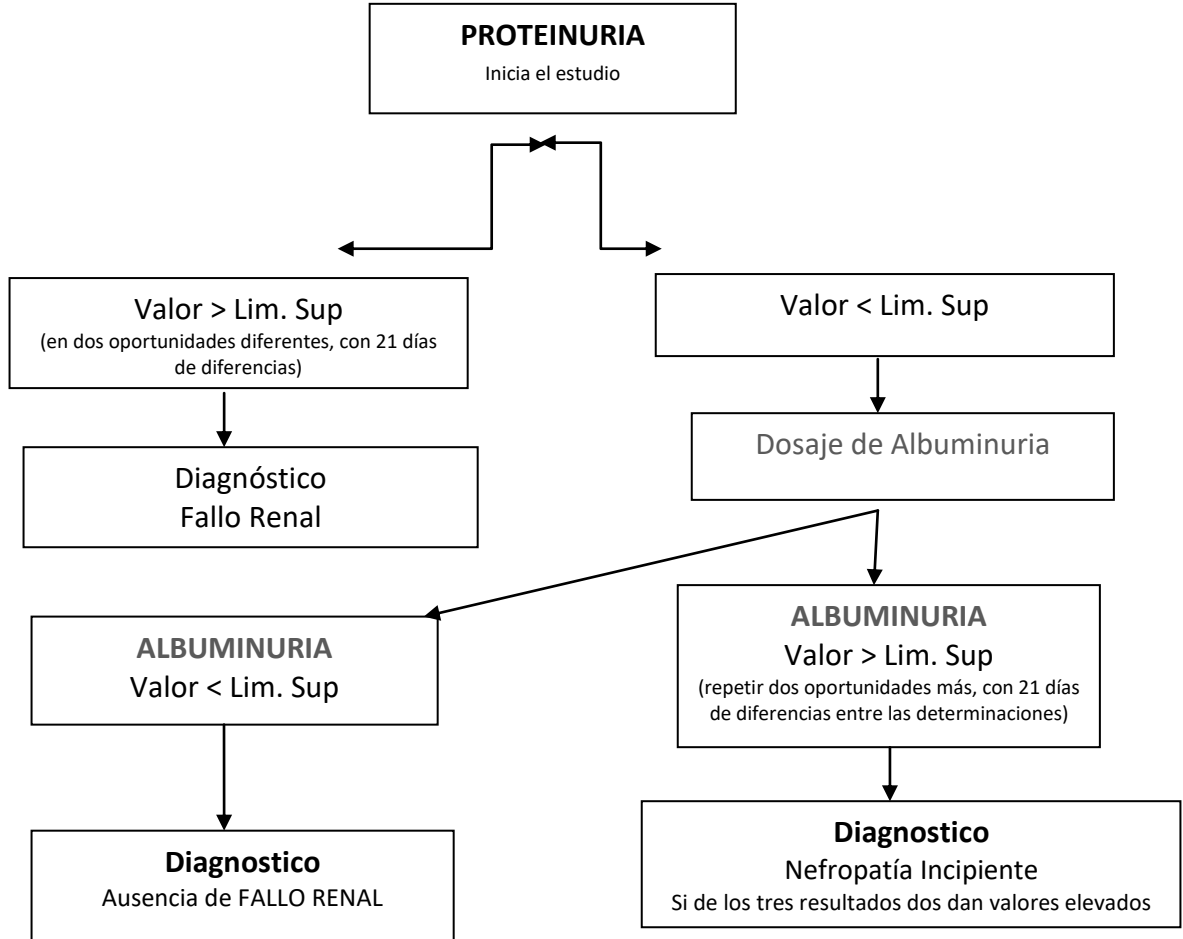 PROTEINURIA
Inicia el estudio
Valor > Lim. Sup
(en dos oportunidades diferentes, con 21 días
de diferencias)
Valor < Lim. Sup
Diagnóstico
Fallo Renal
Dosaje de Albuminuria
ALBUMINURIA
Valor < Lim. Sup
ALBUMINURIA
Valor > Lim. Sup
(repetir dos oportunidades más, con 21 días
de diferencias entre las determinaciones)
Diagnostico
Ausencia de FALLO RENAL
Diagnostico
Nefropatía Incipiente
Si de los tres resultados dos dan valores elevados